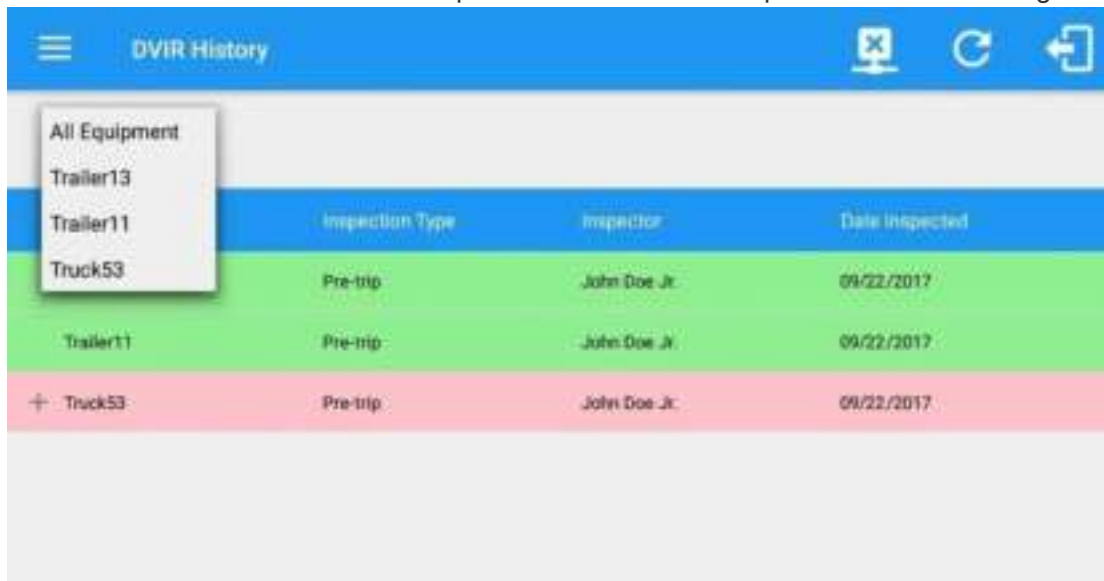 DVIR History
All Equipment
Trailer13
Trailer11
Truck53
Inspection Type Inspector Date Inspected
Pre-trip John Doe Jr. 09/22/2017
Trailer11 Pre-trip John Doe Jr. 09/22/2017
+ Truck53 Pre-trip John Doe Jr. 09/22/2017